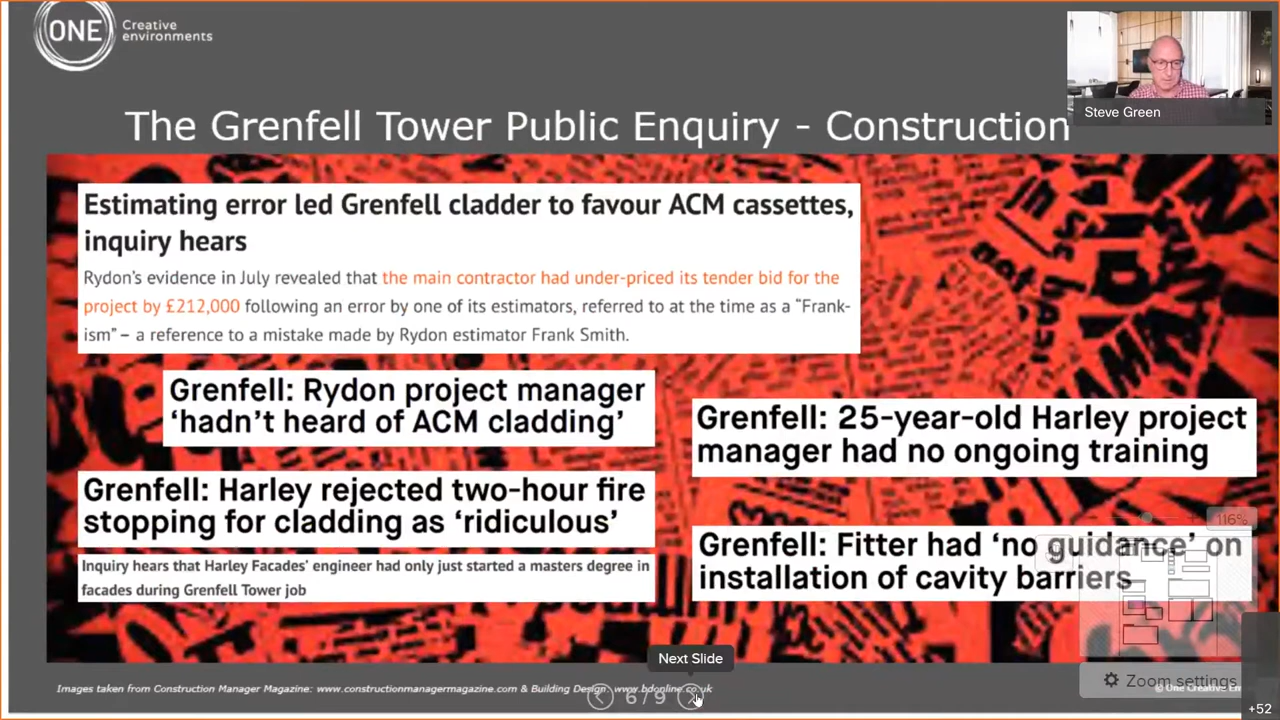 ONE
Creative
environments
Steve Green
The Grenfell Tower Public Enquiry - Construction
Estimating error led Grenfell cladder to favour ACM cassettes,
inquiry hears
Rydon's evidence in July revealed that the main contractor had under-priced its tender bid for the
project by £212,000 following an error by one of its estimators, referred to at the time as a “Frank-
ism” – a reference to a mistake made by Rydon estimator Frank Smith.
Grenfell: Rydon project manager
‘hadn’t heard of ACM cladding’
Grenfell: 25-year-old Harley project
manager had no ongoing training
Grenfell: Harley rejected two-hour fire
stopping for cladding as ‘ridiculous’
Inquiry hears that Harley Facades’ engineer had only just started a masters degree in
facades during Grenfell Tower job
116%
Grenfell: Fitter had ‘no guidance’ on
installation of cavity barriers
Next Slide
Zoom settings
Images taken from Construction Manager Magazine: www.constructionmanagermagazine.com & Building Design: www.bdonline.co.uk
6 / 9
© One Creative En
+52